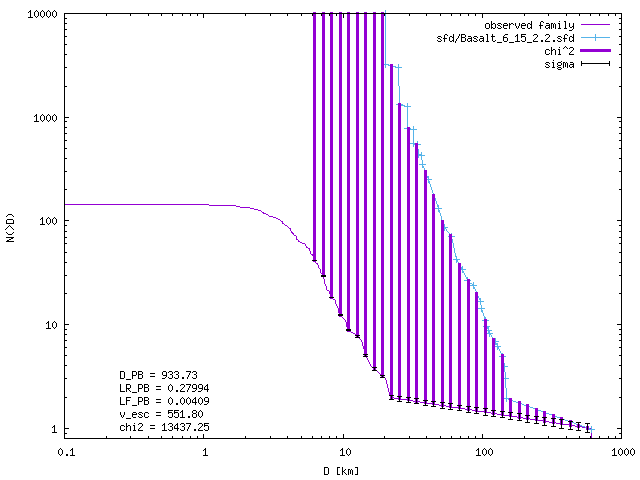 10000
1000
100
10
1
N(>D)
observed family
sfd/Basalt_6_15_2.2.sfd
chi^2
sigma
D_PB = 933.73
LR_PB = 0.27994
LF_PB = 0.00409
v_esc = 551.80
chi2 = 13437.25
0.1 1 10 100 1000
D [km]